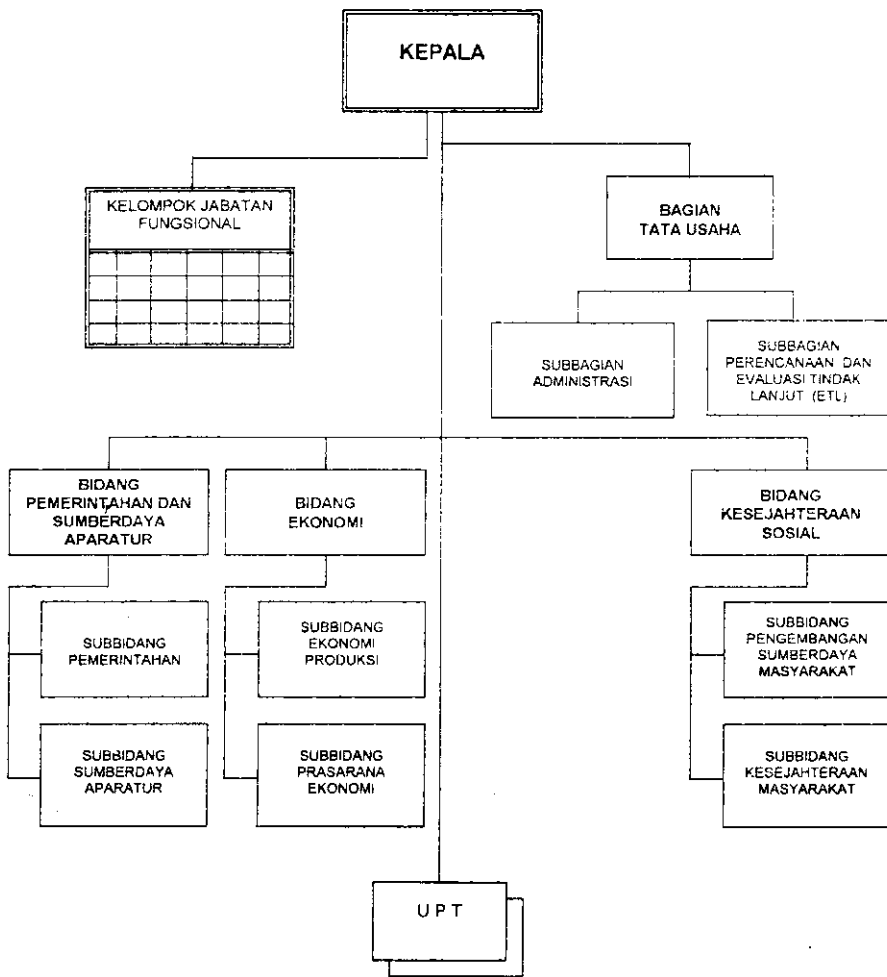 KEPALA
KELOMPOK JABATAN
FUNGSIONAL
BAGIAN
TATA USAHA
SUBBAGIAN
ADMINISTRASI
SUBBAGIAN
PERENCANAAN DAN
EVALUASI TINDAK
LANJUT (ETL)
BIDANG
PEMERINTAHAN DAN
SUMBERDAYA
APARATUR
BIDANG
EKONOMI
BIDANG
KESEJAHTERAAN
SOSIAL
SUBBIDANG
PEMERINTAHAN
SUBBIDANG
EKONOMI
PRODUKSI
SUBBIDANG
PENGEMBANGAN
SUMBERDAYA
MASYARAKAT
SUBBIDANG
SUMBERDAYA
APARATUR
SUBBIDANG
PRASARANA
EKONOMI
SUBBIDANG
KESEJAHTERAAN
MASYARAKAT
U P T